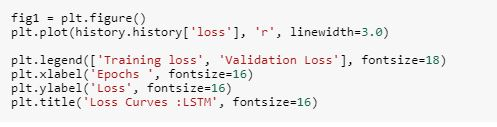 fig1 = plt.figure()
plt.plot(history.history['loss'], 'r', linewidth=3.0)
plt.legend(['Training loss', 'Validation Loss'], fontsize=18)
plt.xlabel('Epochs ', fontsize=16)
plt.ylabel('Loss', fontsize=16)
plt.title('Loss Curves :LSTM', fontsize=16)